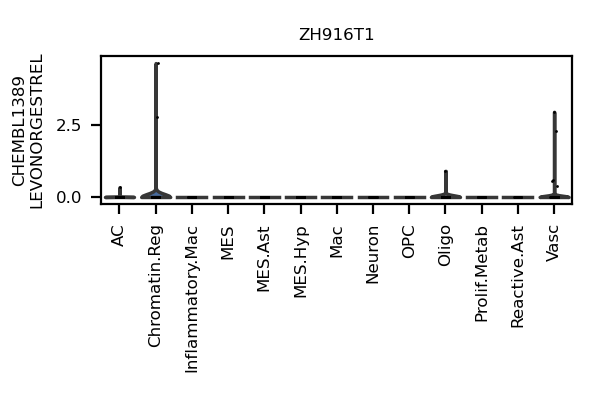 ZH916T1
CHEMBL1389
LEVONORGESTREL
2.5
0.0
AC
Chromatin.Reg
Inflammatory.Mac
MES
MES.Ast
MES.Hyp
Mac
Neuron
OPC
Oligo
Prolif.Metab
Reactive.Ast
Vasc